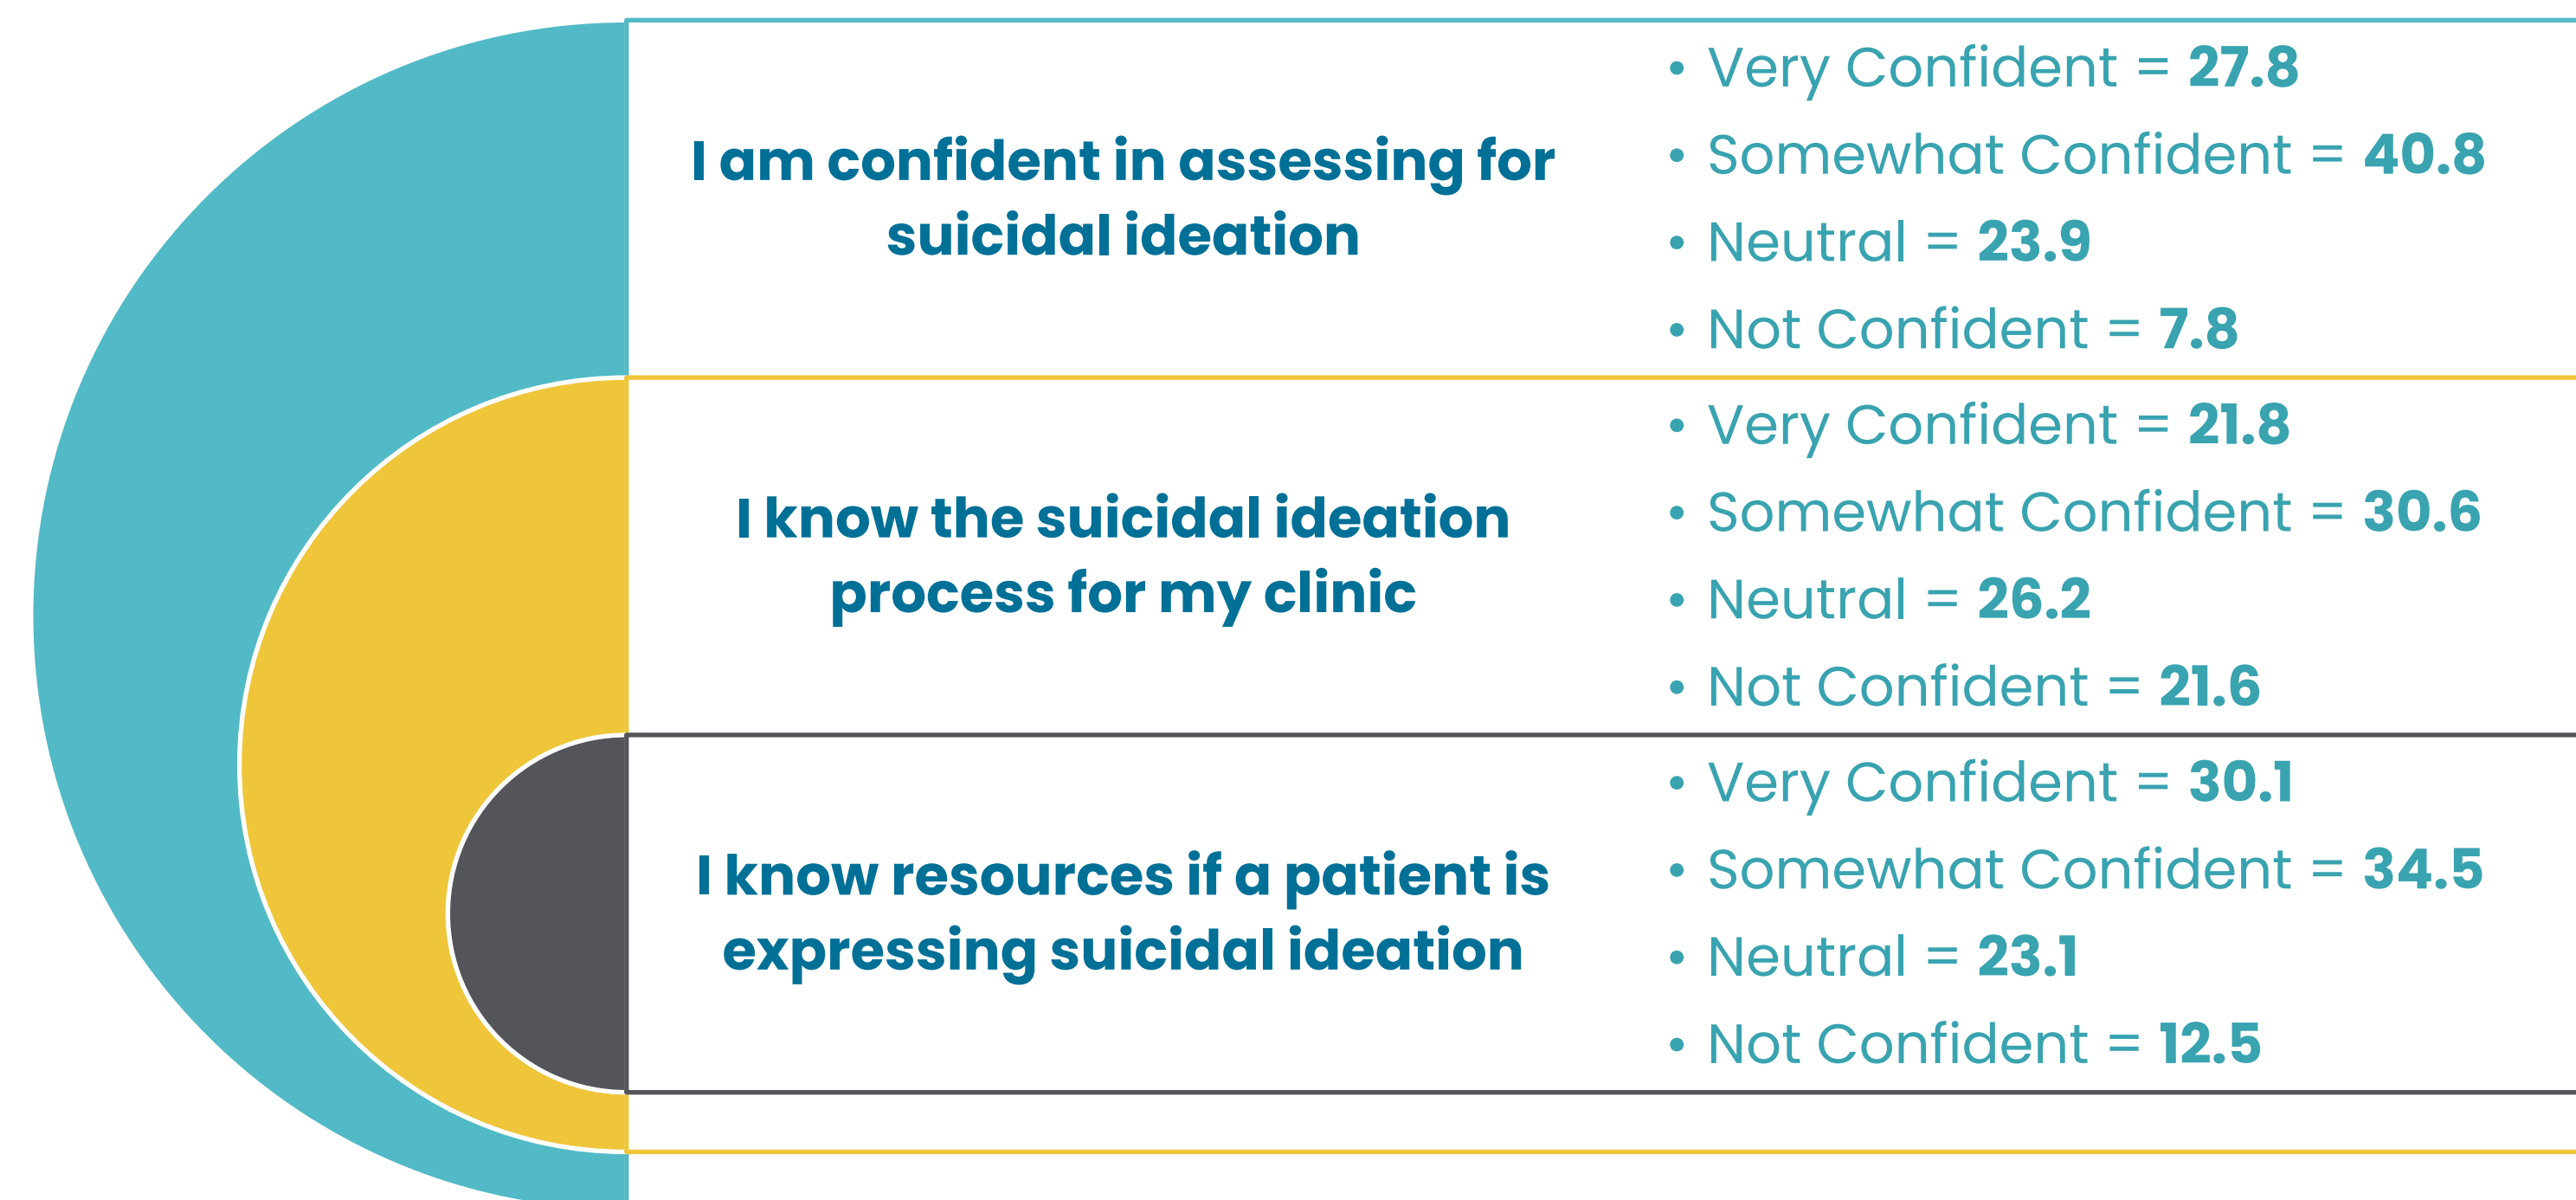 I am confident in assessing for
suicidal ideation
• Very Confident = 27.8
• Somewhat Confident = 40.8
• Neutral = 23.9
• Not Confident = 7.8
I know the suicidal ideation
process for my clinic
• Very Confident = 21.8
• Somewhat Confident = 30.6
• Neutral = 26.2
• Not Confident = 21.6
I know resources if a patient is
expressing suicidal ideation
• Very Confident = 30.1
• Somewhat Confident = 34.5
• Neutral = 23.1
• Not Confident = 12.5